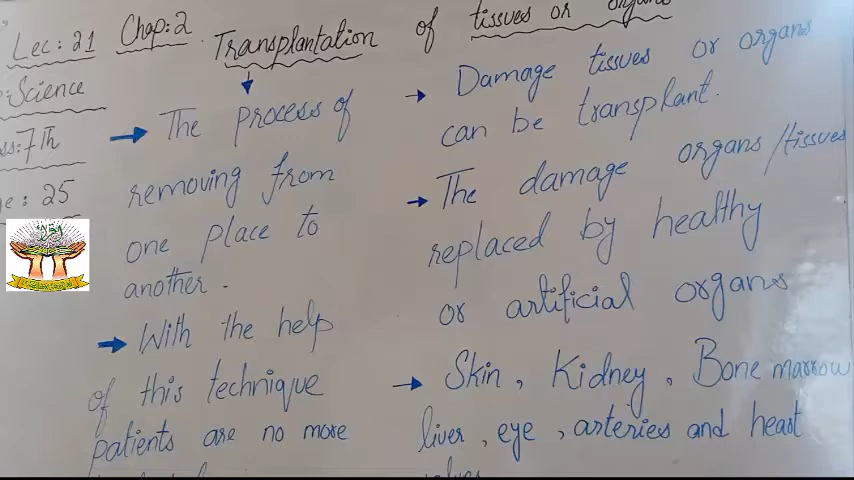 Lec: 21 Chap: 2 Transplantation of tissues or organs
Science
7th
25
→ The process of
removing from
one place to
another.
→ With the help
of this technique
patients are no more
→ Damage tissues or organs
can be transplant.
→ The damage organs/tissues
replaced by healthy
or artificial organs
→ Skin, Kidney, Bone marrow
liver, eye, arteries and heart